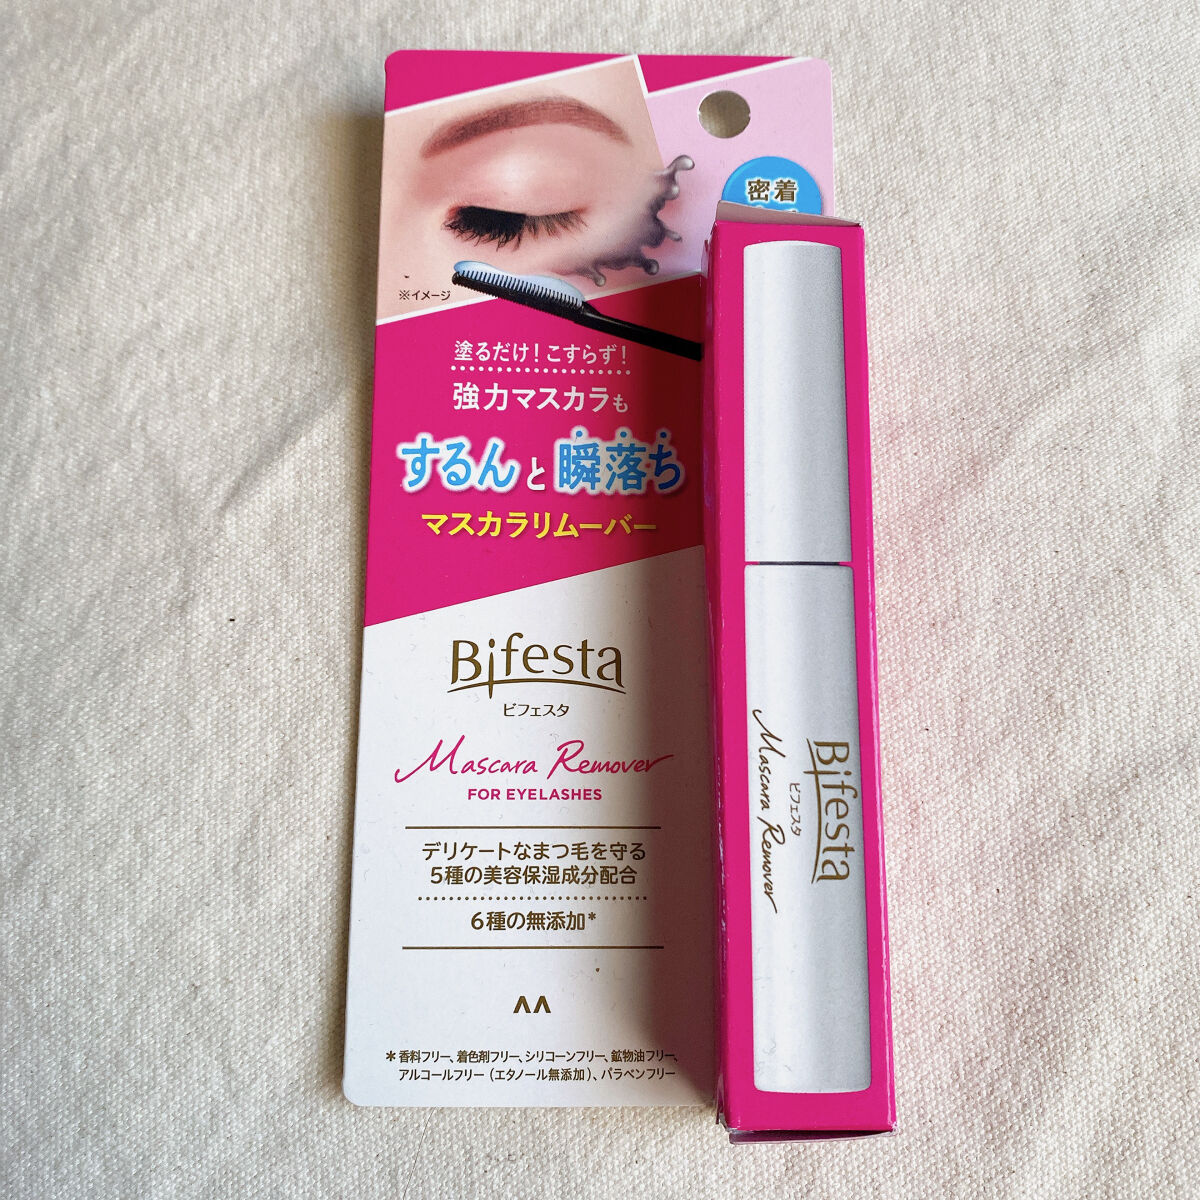 密着
※イメージ
塗るだけ！こすらず！
強力マスカラも
するんと瞬落ち
マスカラリムーバー
Bifesta
ビフェスタ
Mascara Remover
FOR EYELASHES
デリケートなまつ毛を守る
5種の美容保湿成分配合
6種の無添加*
*香料フリー、着色剤フリー、シリコーンフリー、鉱物油フリー、
アルコールフリー（エタノール無添加）、パラベンフリー
Bifesta
ビフェスタ
Mascara Remover